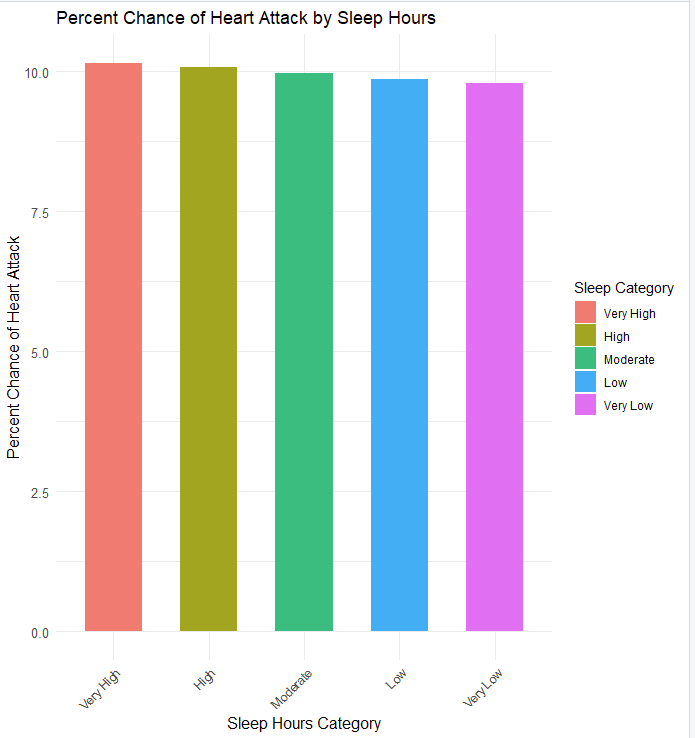 Percent Chance of Heart Attack by Sleep Hours
10.0
7.5
5.0
2.5
0.0
Percent Chance of Heart Attack
Very High
High
Moderate
Low
Very Low
Sleep Hours Category
Sleep Category
Very High
High
Moderate
Low
Very Low